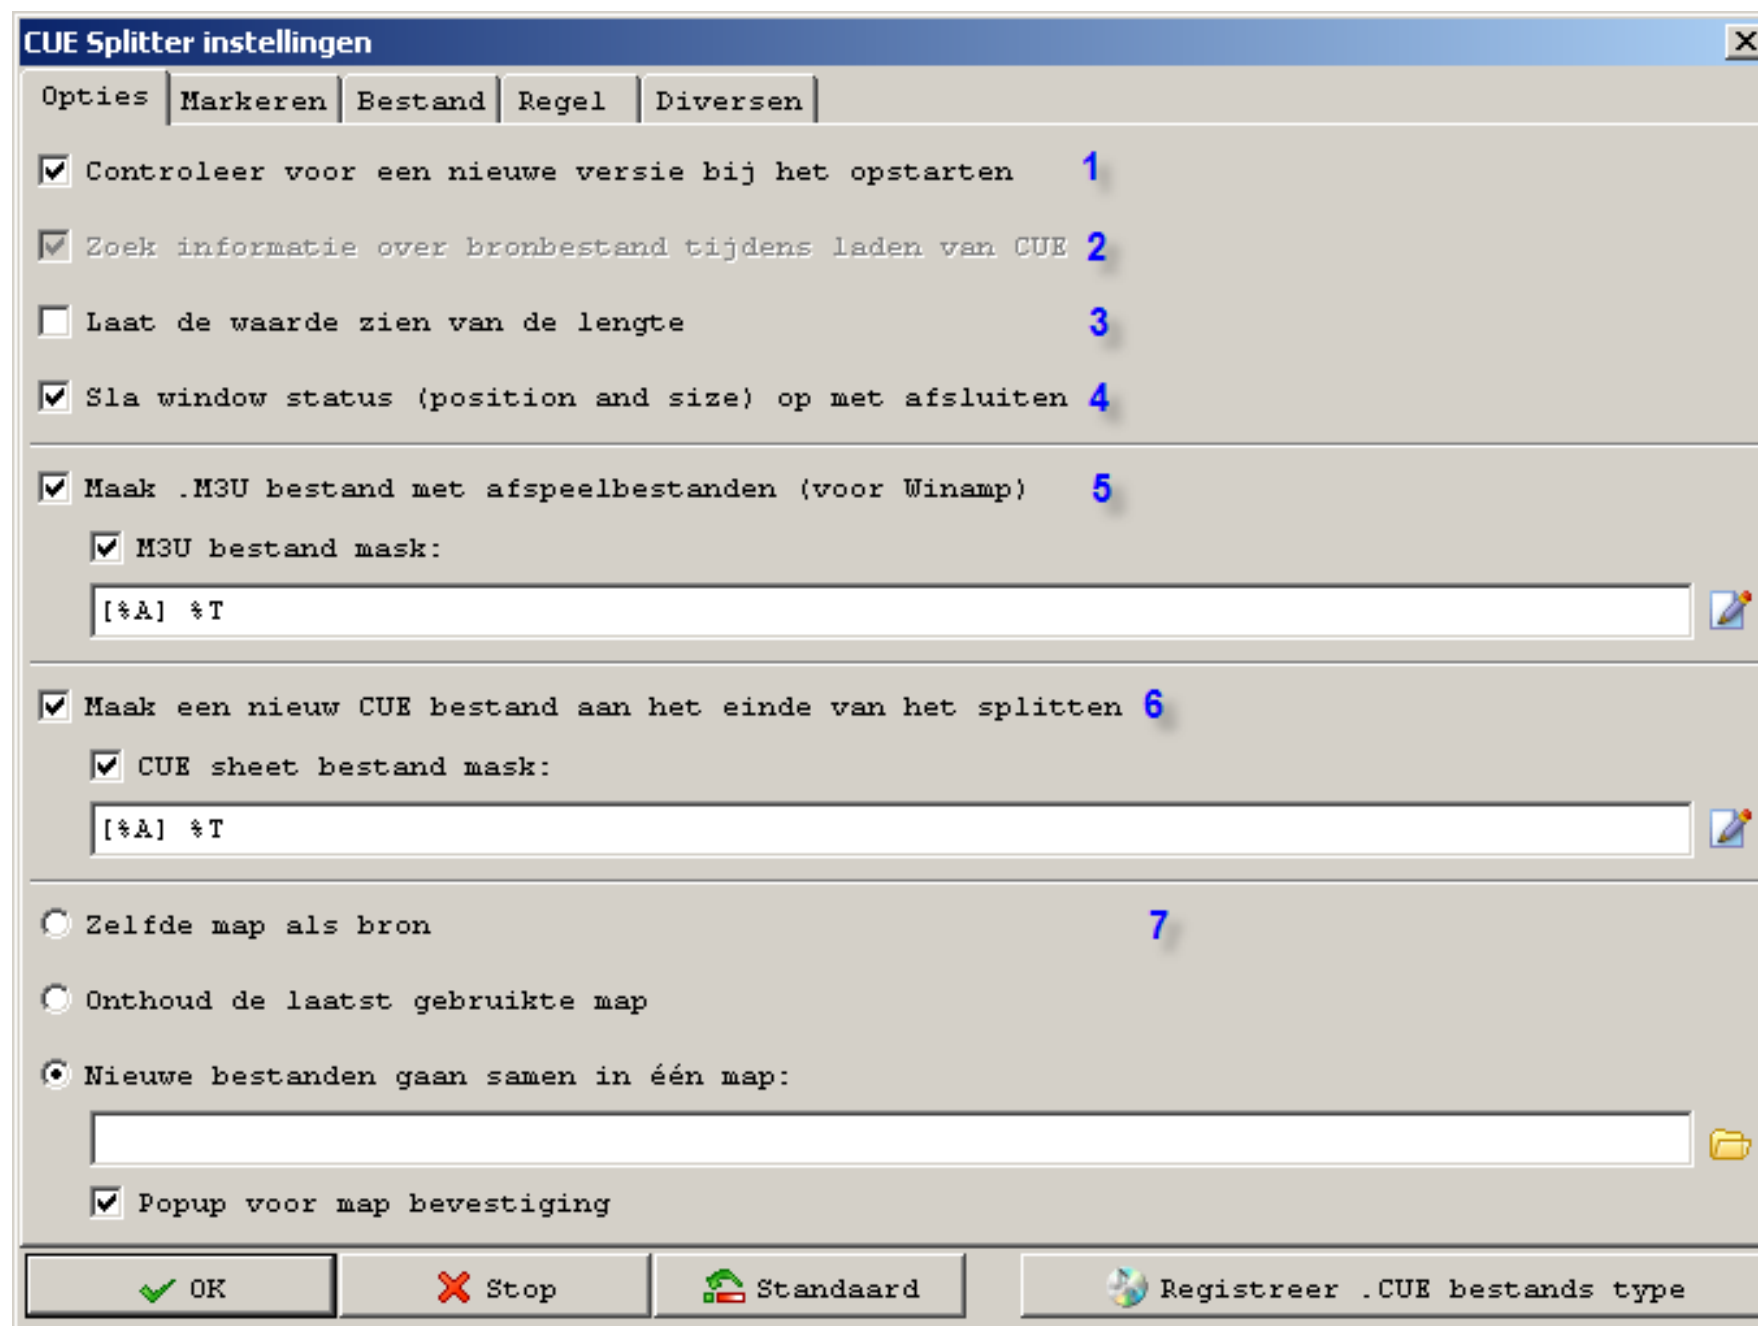 CUE Splitter instellingen
Opties Markeren Bestand Regel Diversen
Controleer voor een nieuwe versie bij het opstarten 1
Zoek informatie over bronbestand tijdens laden van CUE 2
Laat de waarde zien van de lengte 3
Sla window status (position and size) op met afsluiten 4
Maak .M3U bestand met afspeelbestanden (voor Winamp) 5
M3U bestand mask:
[%A] %T
Maak een nieuw CUE bestand aan het einde van het splitten 6
CUE sheet bestand mask:
[%A] %T
Zelfde map als bron 7
Onthoud de laatst gebruikte map
Nieuwe bestanden gaan samen in één map:
Popup voor map bevestiging
OK Stop Standaard Registreer .CUE bestands type